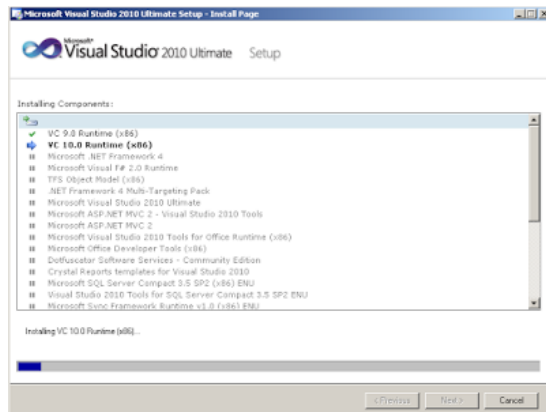 Microsoft Visual Studio 2010 Ultimate Setup - Install Page
Microsoft
Visual Studio 2010 Ultimate Setup
Installing Components:
VC 9.0 Runtime (x86)
VC 10.0 Runtime (x86)
Microsoft .NET Framework 4
Microsoft Visual F# 2.0 Runtime
TFS Object Model (x86)
.NET Framework 4 Multi-Targeting Pack
Microsoft Visual Studio 2010 Ultimate
Microsoft ASP.NET MVC 2 - Visual Studio 2010 Tools
Microsoft ASP.NET MVC 2
Microsoft Visual Studio 2010 Tools for Office Runtime (x86)
Microsoft Office Developer Tools (x86)
Dotfuscator Software Services - Community Edition
Crystal Reports templates for Visual Studio 2010
Microsoft SQL Server Compact 3.5 SP2 (x86) ENU
Visual Studio 2010 Tools for SQL Server Compact 3.5 SP2 ENU
Microsoft Sync Framework Runtime v1.0 (x86) ENU
Installing VC 10.0 Runtime (x86)...
< Previous Next > Cancel